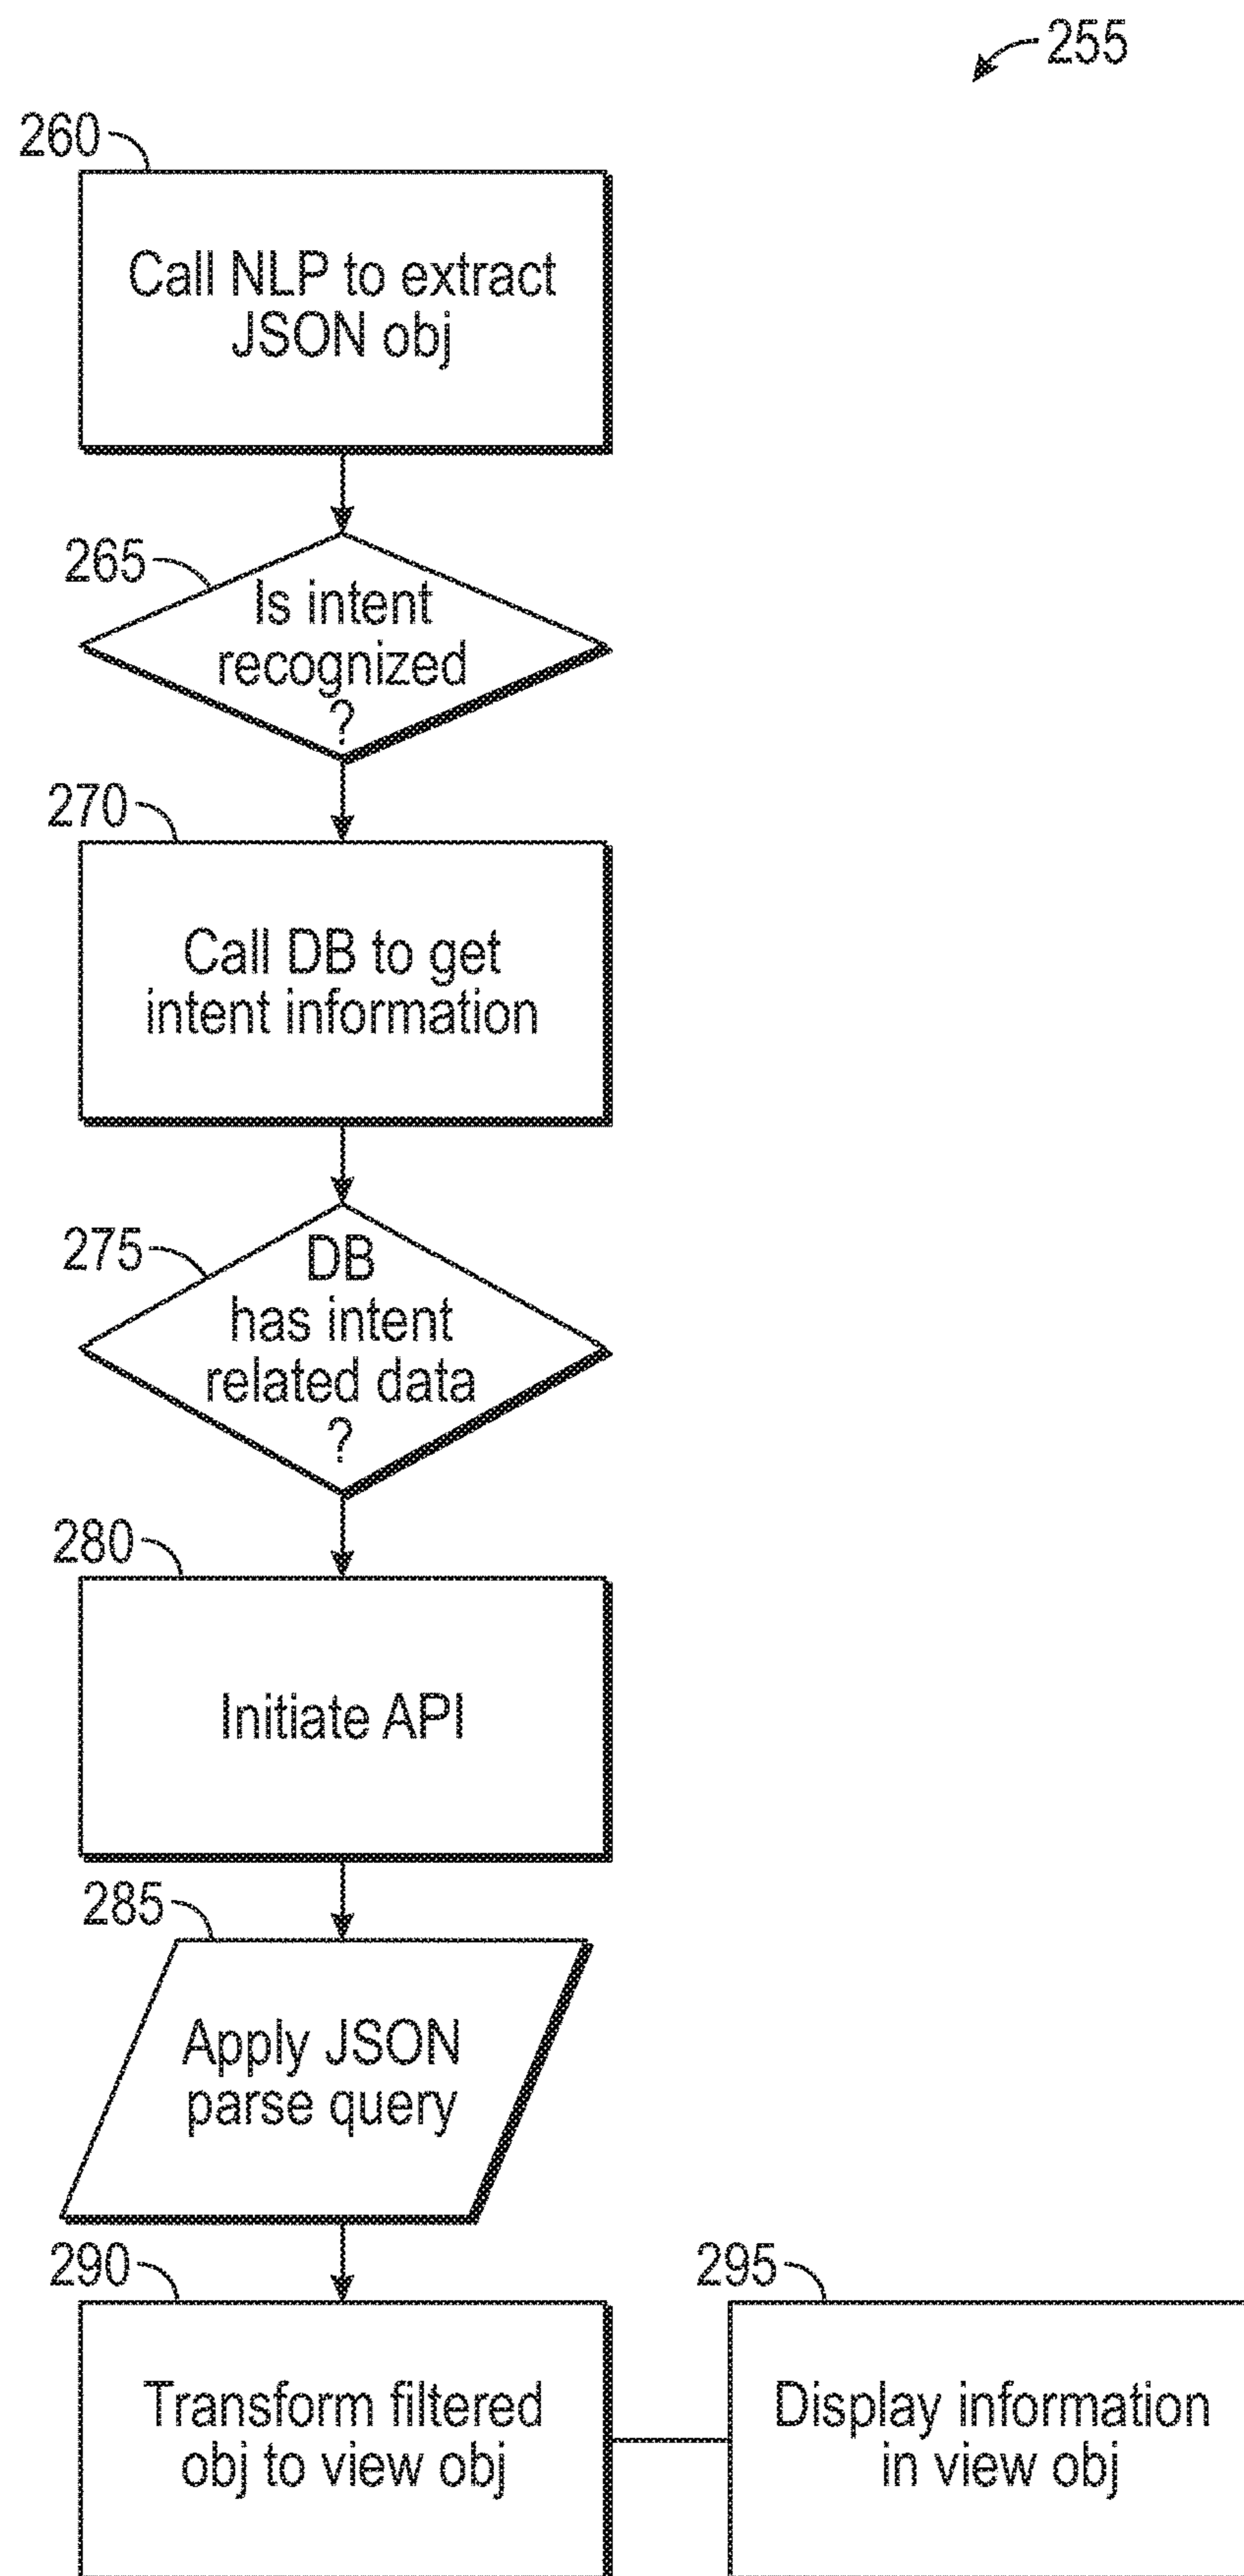 255
260
Call NLP to extract
JSON obj
265
Is intent
recognized
?
270
Call DB to get
intent information
275
DB
has intent
related data
?
280
Initiate API
285
Apply JSON
parse query
290
Transform filtered
obj to view obj
295
Display information
in view obj